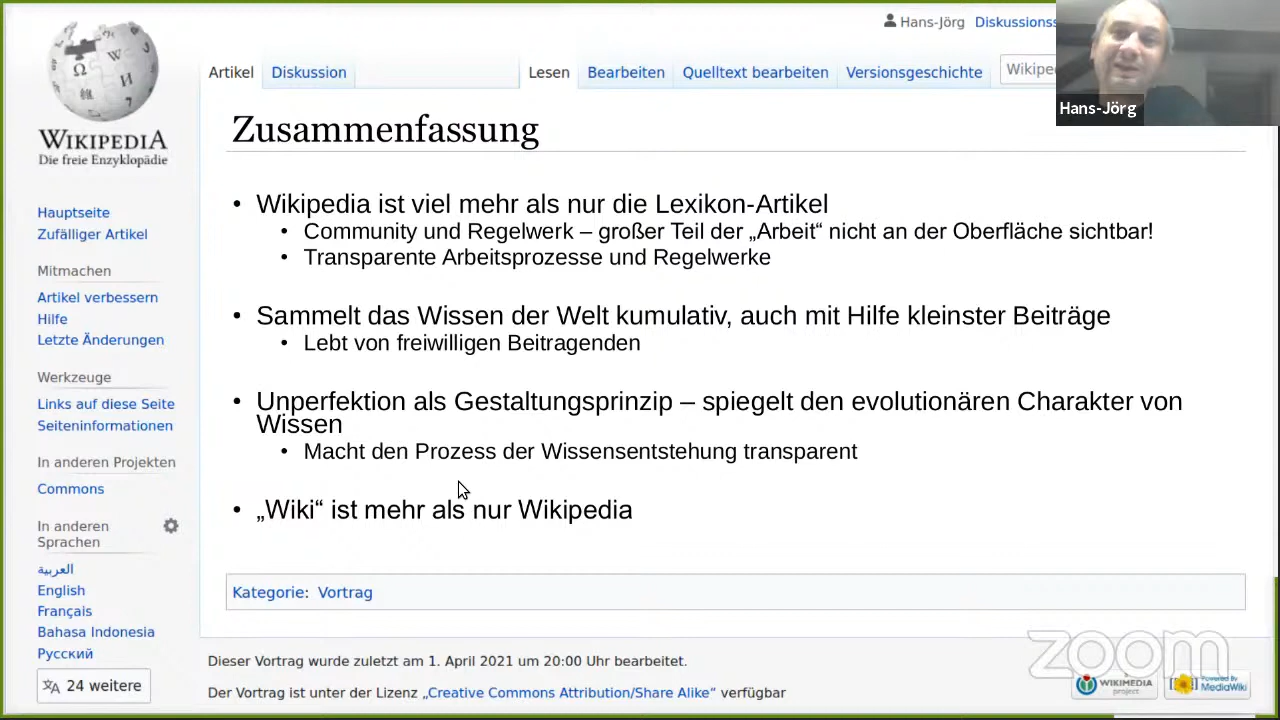 Hans-Jörg Diskussionss
Hans-Jörg
Artikel Diskussion Lesen Bearbeiten Quelltext bearbeiten Versionsgeschichte Wikipe
WIKIPEDIA
Die freie Enzyklopädie
Hauptseite
Zufälliger Artikel
Mitmachen
Artikel verbessern
Hilfe
Letzte Änderungen
Werkzeuge
Links auf diese Seite
Seiteninformationen
In anderen Projekten
Commons
In anderen
Sprachen
العربية
English
Français
Bahasa Indonesia
Русский
24 weitere
Zusammenfassung
• Wikipedia ist viel mehr als nur die Lexikon-Artikel
• Community und Regelwerk – großer Teil der „Arbeit“ nicht an der Oberfläche sichtbar!
• Transparente Arbeitsprozesse und Regelwerke
• Sammelt das Wissen der Welt kumulativ, auch mit Hilfe kleinster Beiträge
• Lebt von freiwilligen Beitragenden
• Unperfektion als Gestaltungsprinzip – spiegelt den evolutionären Charakter von
Wissen
• Macht den Prozess der Wissensentstehung transparent
• „Wiki“ ist mehr als nur Wikipedia
Kategorie: Vortrag
Dieser Vortrag wurde zuletzt am 1. April 2021 um 20:00 Uhr bearbeitet.
Der Vortrag ist unter der Lizenz „Creative Commons Attribution/Share Alike“ verfügbar
zoom
WIKIMEDIA
project
Powered By
MediaWiki